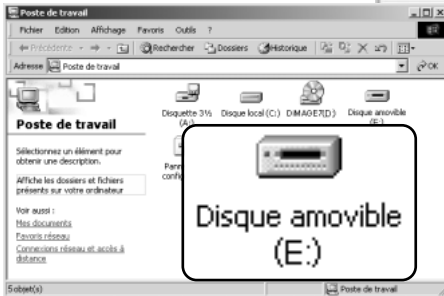 Poste de travail
Fichier Edition Affichage Favoris Outils ?
Précédente Rechercher Dossiers Historique
Adresse Poste de travail OK
Poste de travail
Sélectionnez un élément pour
obtenir une description.
Affiche les dossiers et fichiers
présents sur votre ordinateur
Voir aussi :
Mes documents
Favoris réseau
Connexions réseau et accès à
distance
Disquette 3½ Disque local (C:) DiMAGE7(D:) Disque amovible
(A:) (E:)
Disque amovible
(E:)
5 objet(s) Poste de travail